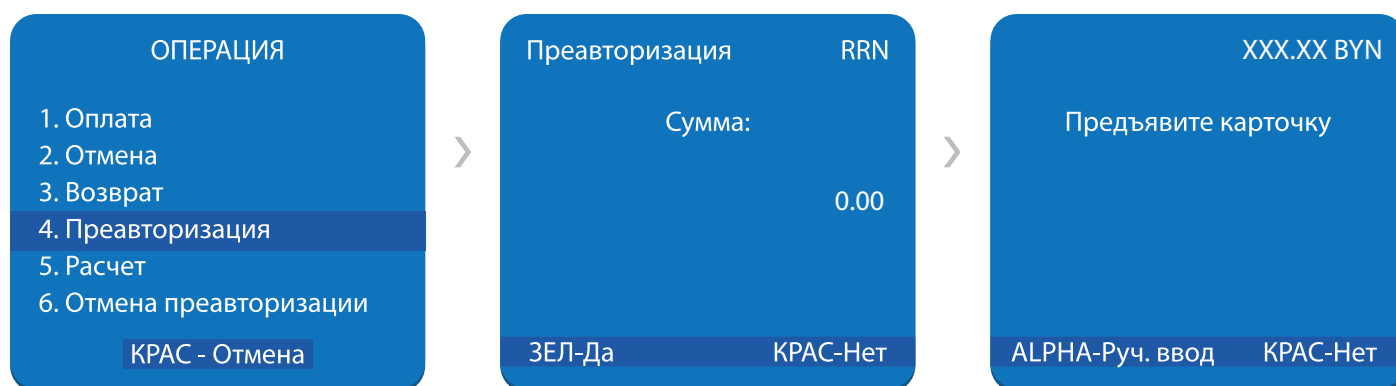 ОПЕРАЦИЯ
1. Оплата
2. Отмена
3. Возврат
4. Преавторизация
5. Расчет
6. Отмена преавторизации
КРАС - Отмена
Преавторизация RRN
Сумма:
0.00
ЗЕЛ-Да КРАС-Нет
XXX.XX BYN
Предъявите карточку
ALPHA-Руч. ввод КРАС-Нет